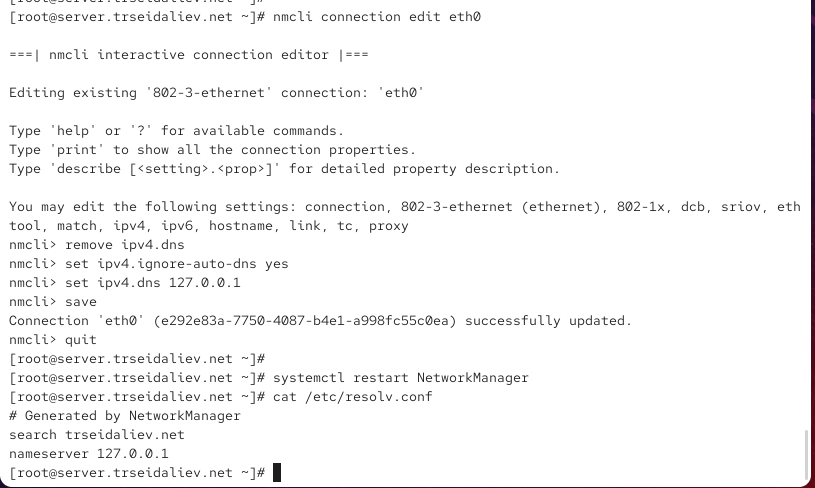 [root@server.trseidaliev.net ~]#
[root@server.trseidaliev.net ~]# nmcli connection edit eth0
===| nmcli interactive connection editor |===
Editing existing '802-3-ethernet' connection: 'eth0'
Type 'help' or '?' for available commands.
Type 'print' to show all the connection properties.
Type 'describe [<setting>.<prop>]' for detailed property description.
You may edit the following settings: connection, 802-3-ethernet (ethernet), 802-1x, dcb, sriov, eth
tool, match, ipv4, ipv6, hostname, link, tc, proxy
nmcli> remove ipv4.dns
nmcli> set ipv4.ignore-auto-dns yes
nmcli> set ipv4.dns 127.0.0.1
nmcli> save
Connection 'eth0' (e292e83a-7750-4087-b4e1-a998fc55c0ea) successfully updated.
nmcli> quit
[root@server.trseidaliev.net ~]#
[root@server.trseidaliev.net ~]# systemctl restart NetworkManager
[root@server.trseidaliev.net ~]# cat /etc/resolv.conf
# Generated by NetworkManager
search trseidaliev.net
nameserver 127.0.0.1
[root@server.trseidaliev.net ~]#